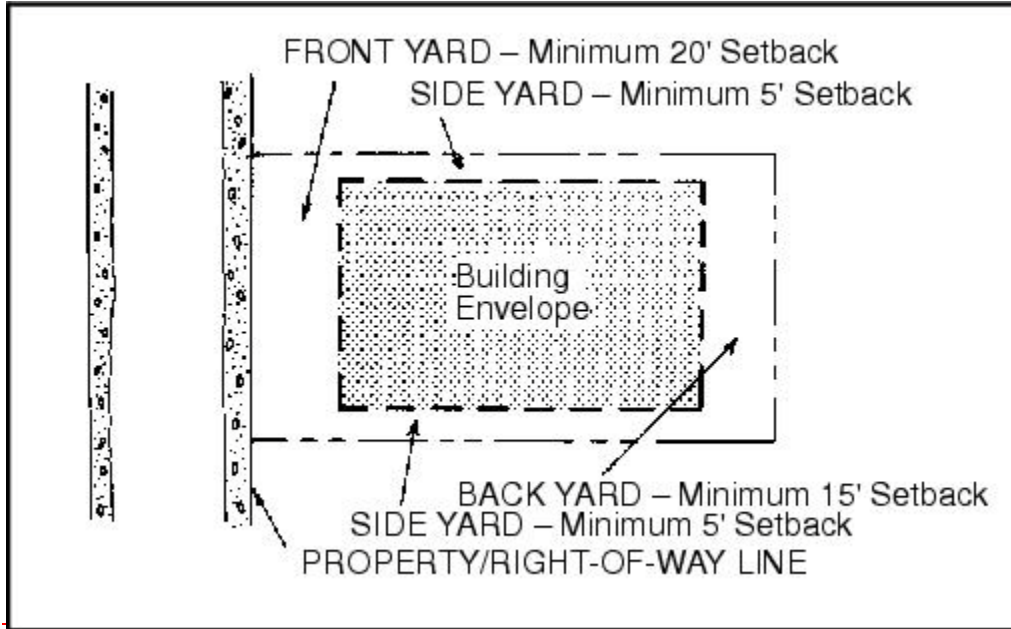 FRONT YARD – Minimum 20' Setback
SIDE YARD – Minimum 5' Setback
Building
Envelope
BACK YARD – Minimum 15' Setback
SIDE YARD – Minimum 5' Setback
PROPERTY/RIGHT-OF-WAY LINE